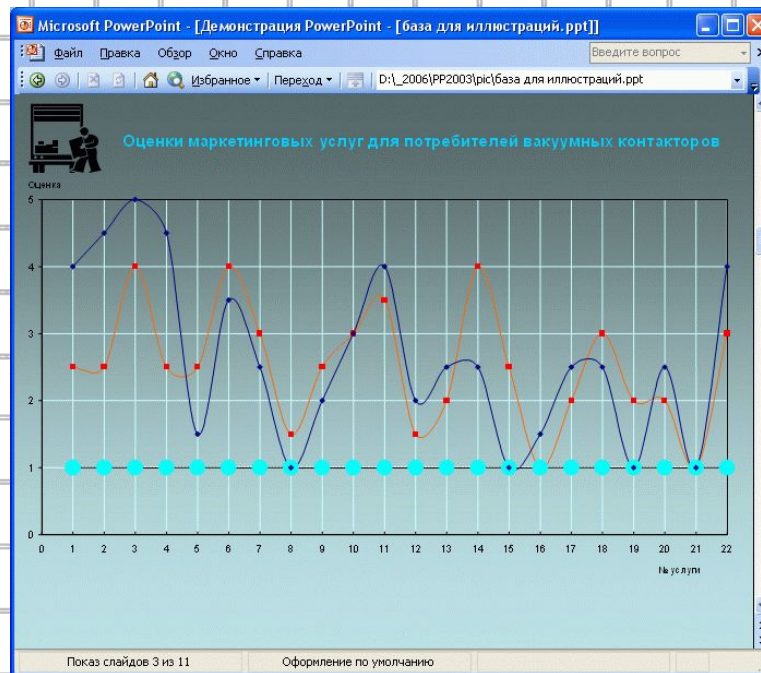 Microsoft PowerPoint - [Демонстрация PowerPoint - [база для иллюстраций.ppt]]
Файл Правка Обзор Окно Справка Введите вопрос
Избранное Переход D:\_2006\PP2003\pic\база для иллюстраций.ppt
Оценки маркетинговых услуг для потребителей вакуумных контакторов
Оценка
5
4
3
2
1
0
0 1 2 3 4 5 6 7 8 9 10 11 12 13 14 15 16 17 18 19 20 21 22
№ услуги
Показ слайдов 3 из 11 Оформление по умолчанию